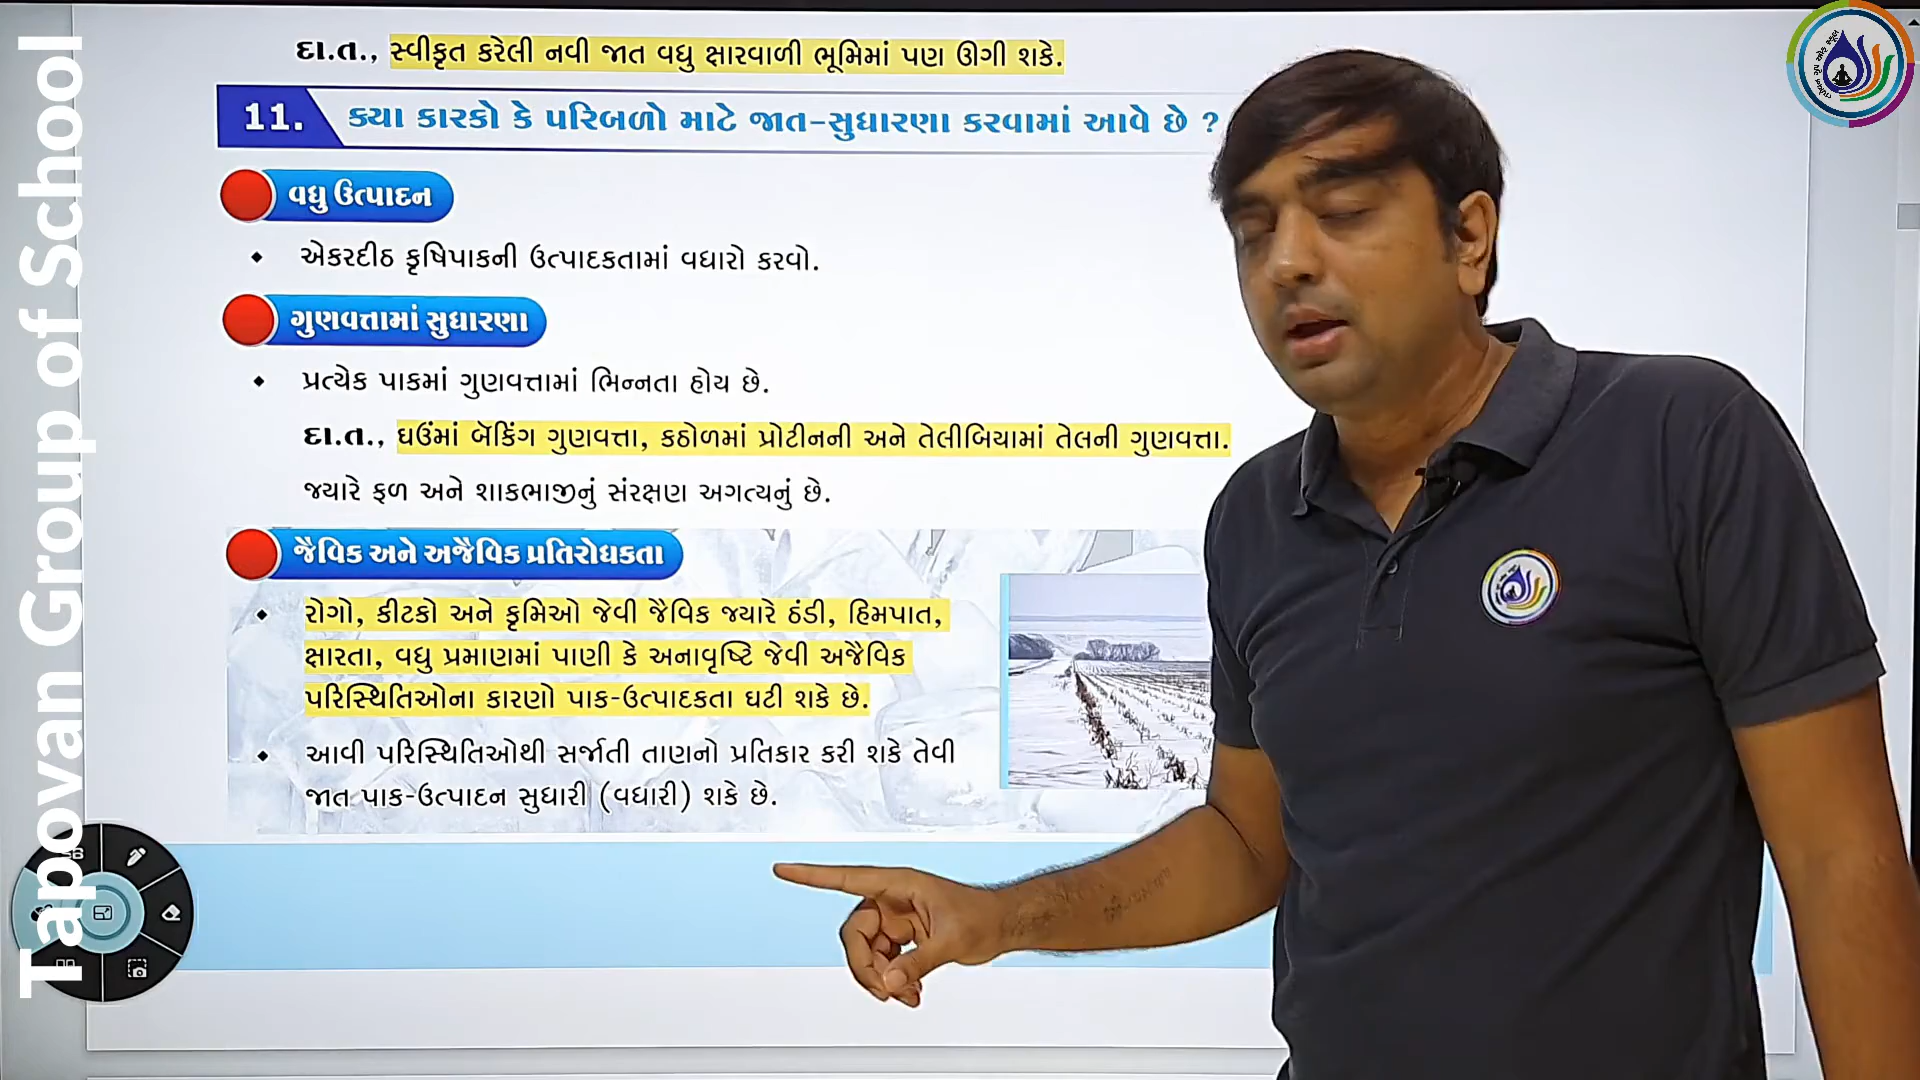 દા.ત., સ્વીકૃત કરેલી નવી જાત વધુ ક્ષારવાળી ભૂમિમાં પણ ઊગી શકે.
11. ક્યા કારકો કે પરિબળો માટે જાત-સુધારણા કરવામાં આવે છે ?
વધુ ઉત્પાદન
એકરદીઠ કૃષિપાકની ઉત્પાદકતામાં વધારો કરવો.
ગુણવત્તામાં સુધારણા
પ્રત્યેક પાકમાં ગુણવત્તામાં ભિન્નતા હોય છે.
દા.ત., ઘઉંમાં બૅકિંગ ગુણવત્તા, કઠોળમાં પ્રોટીનની અને તેલીબિયામાં તેલની ગુણવત્તા.
જ્યારે ફળ અને શાકભાજીનું સંરક્ષણ અગત્યનું છે.
જૈવિક અને અજૈવિક પ્રતિરોધકતા
રોગો, કીટકો અને કૃમિઓ જેવી જૈવિક જ્યારે ઠંડી, હિમપાત,
ક્ષારતા, વધુ પ્રમાણમાં પાણી કે અનાવૃષ્ટિ જેવી અજૈવિક
પરિસ્થિતિઓના કારણો પાક-ઉત્પાદકતા ઘટી શકે છે.
આવી પરિસ્થિતિઓથી સર્જાતી તાણનો પ્રતિકાર કરી શકે તેવી
જાત પાક-ઉત્પાદન સુધારી (વધારી) શકે છે.
Tapovan Group of School